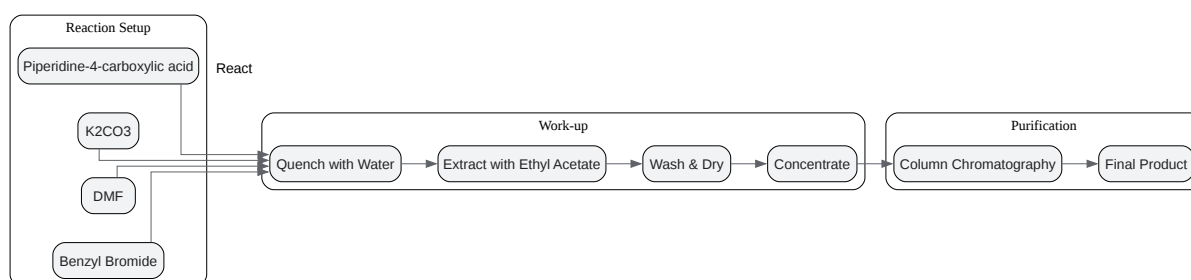 Reaction Setup
Piperidine-4-carboxylic acid
React
K2CO3
DMF
Benzyl Bromide
Work-up
Quench with Water
Extract with Ethyl Acetate
Wash & Dry
Concentrate
Purification
Column Chromatography
Final Product